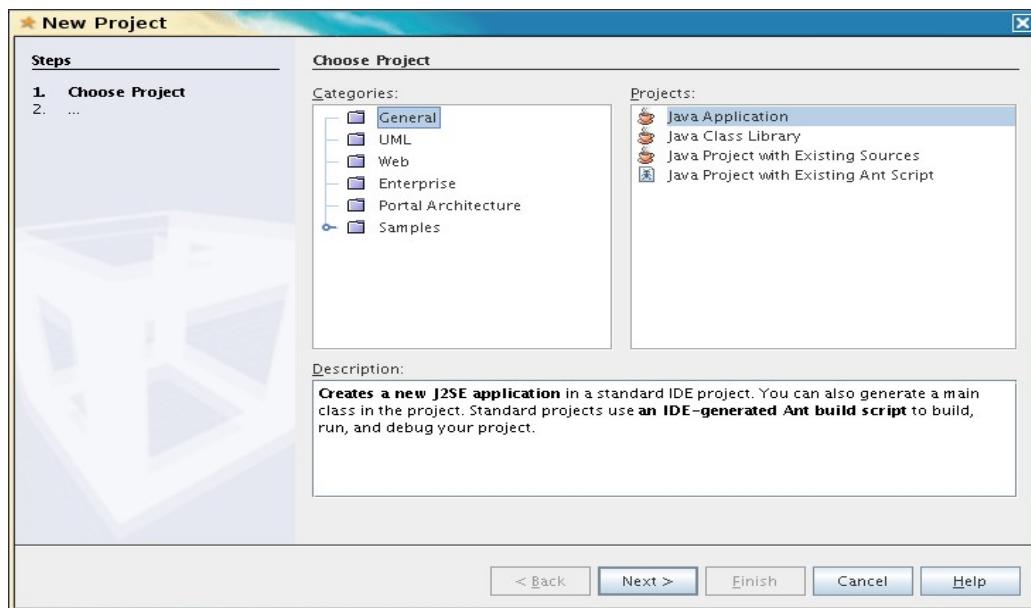 New Project
Steps
1. Choose Project
2. ...
Choose Project
Categories:
General
UML
Web
Enterprise
Portal Architecture
Samples
Projects:
Java Application
Java Class Library
Java Project with Existing Sources
Java Project with Existing Ant Script
Description:
Creates a new J2SE application in a standard IDE project. You can also generate a main
class in the project. Standard projects use an IDE-generated Ant build script to build,
run, and debug your project.
< Back
Next >
Finish
Cancel
Help